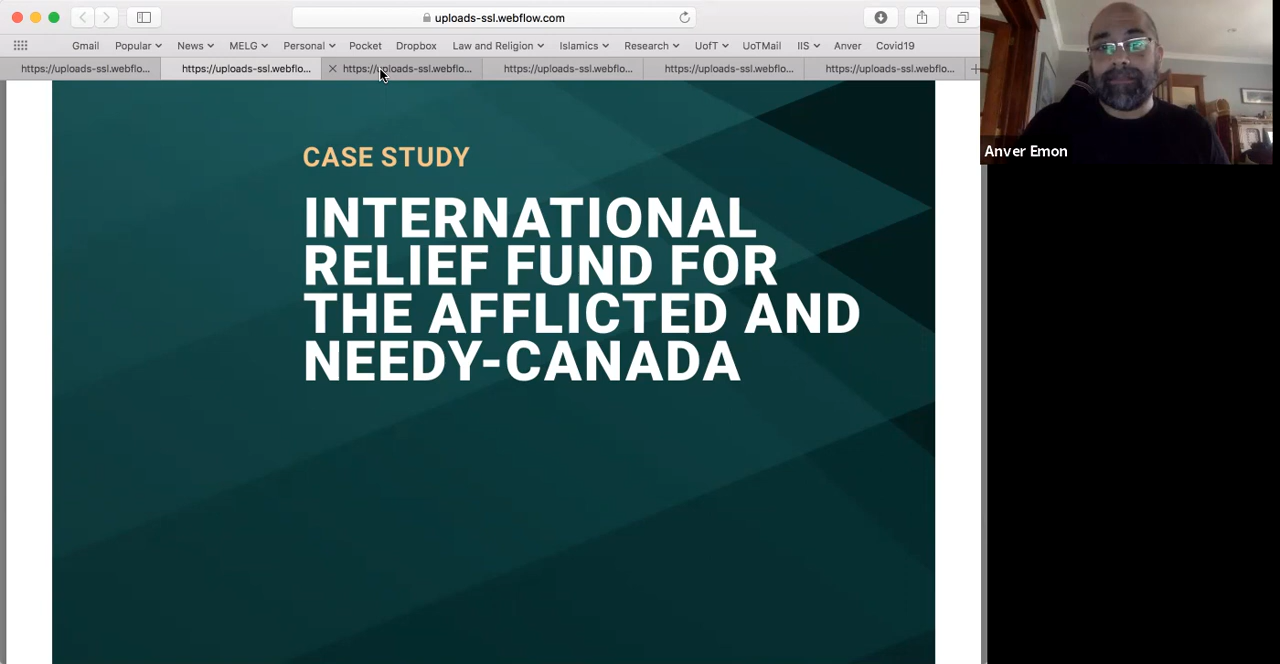 uploads-ssl.webflow.com
Gmail Popular News MELG Personal Pocket Dropbox Law and Religion Islamics Research UofT UoTMail IIS Anver Covid19
https://uploads-ssl.webflo... https://uploads-ssl.webflo... https://uploads-ssl.webflo... https://uploads-ssl.webflo... https://uploads-ssl.webflo... https://uploads-ssl.webflo...
CASE STUDY
INTERNATIONAL
RELIEF FUND FOR
THE AFFLICTED AND
NEEDY-CANADA
Anver Emon